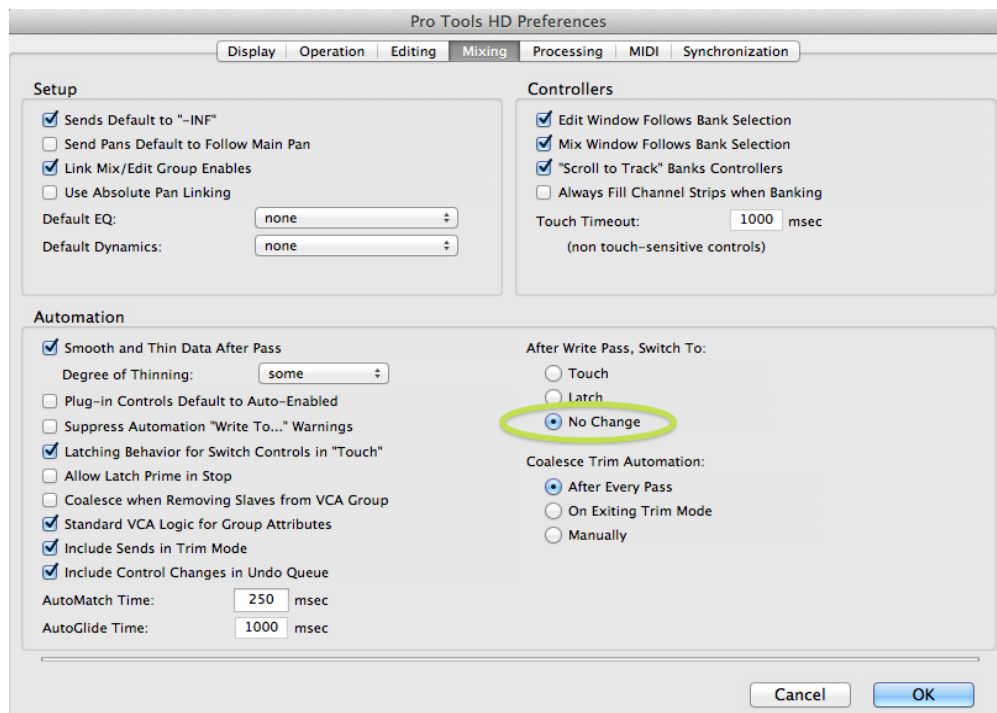 Pro Tools HD Preferences
Display Operation Editing Mixing Processing MIDI Synchronization
Setup
Sends Default to "-INF"
Send Pans Default to Follow Main Pan
Link Mix/Edit Group Enables
Use Absolute Pan Linking
Default EQ: none
Default Dynamics: none
Controllers
Edit Window Follows Bank Selection
Mix Window Follows Bank Selection
"Scroll to Track" Banks Controllers
Always Fill Channel Strips when Banking
Touch Timeout: 1000 msec
(non touch-sensitive controls)
Automation
Smooth and Thin Data After Pass
Degree of Thinning: some
Plug-in Controls Default to Auto-Enabled
Suppress Automation "Write To..." Warnings
Latching Behavior for Switch Controls in "Touch"
Allow Latch Prime in Stop
Coalesce when Removing Slaves from VCA Group
Standard VCA Logic for Group Attributes
Include Sends in Trim Mode
Include Control Changes in Undo Queue
AutoMatch Time: 250 msec
AutoGlide Time: 1000 msec
After Write Pass, Switch To:
Touch
Latch
No Change
Coalesce Trim Automation:
After Every Pass
On Exiting Trim Mode
Manually
Cancel OK